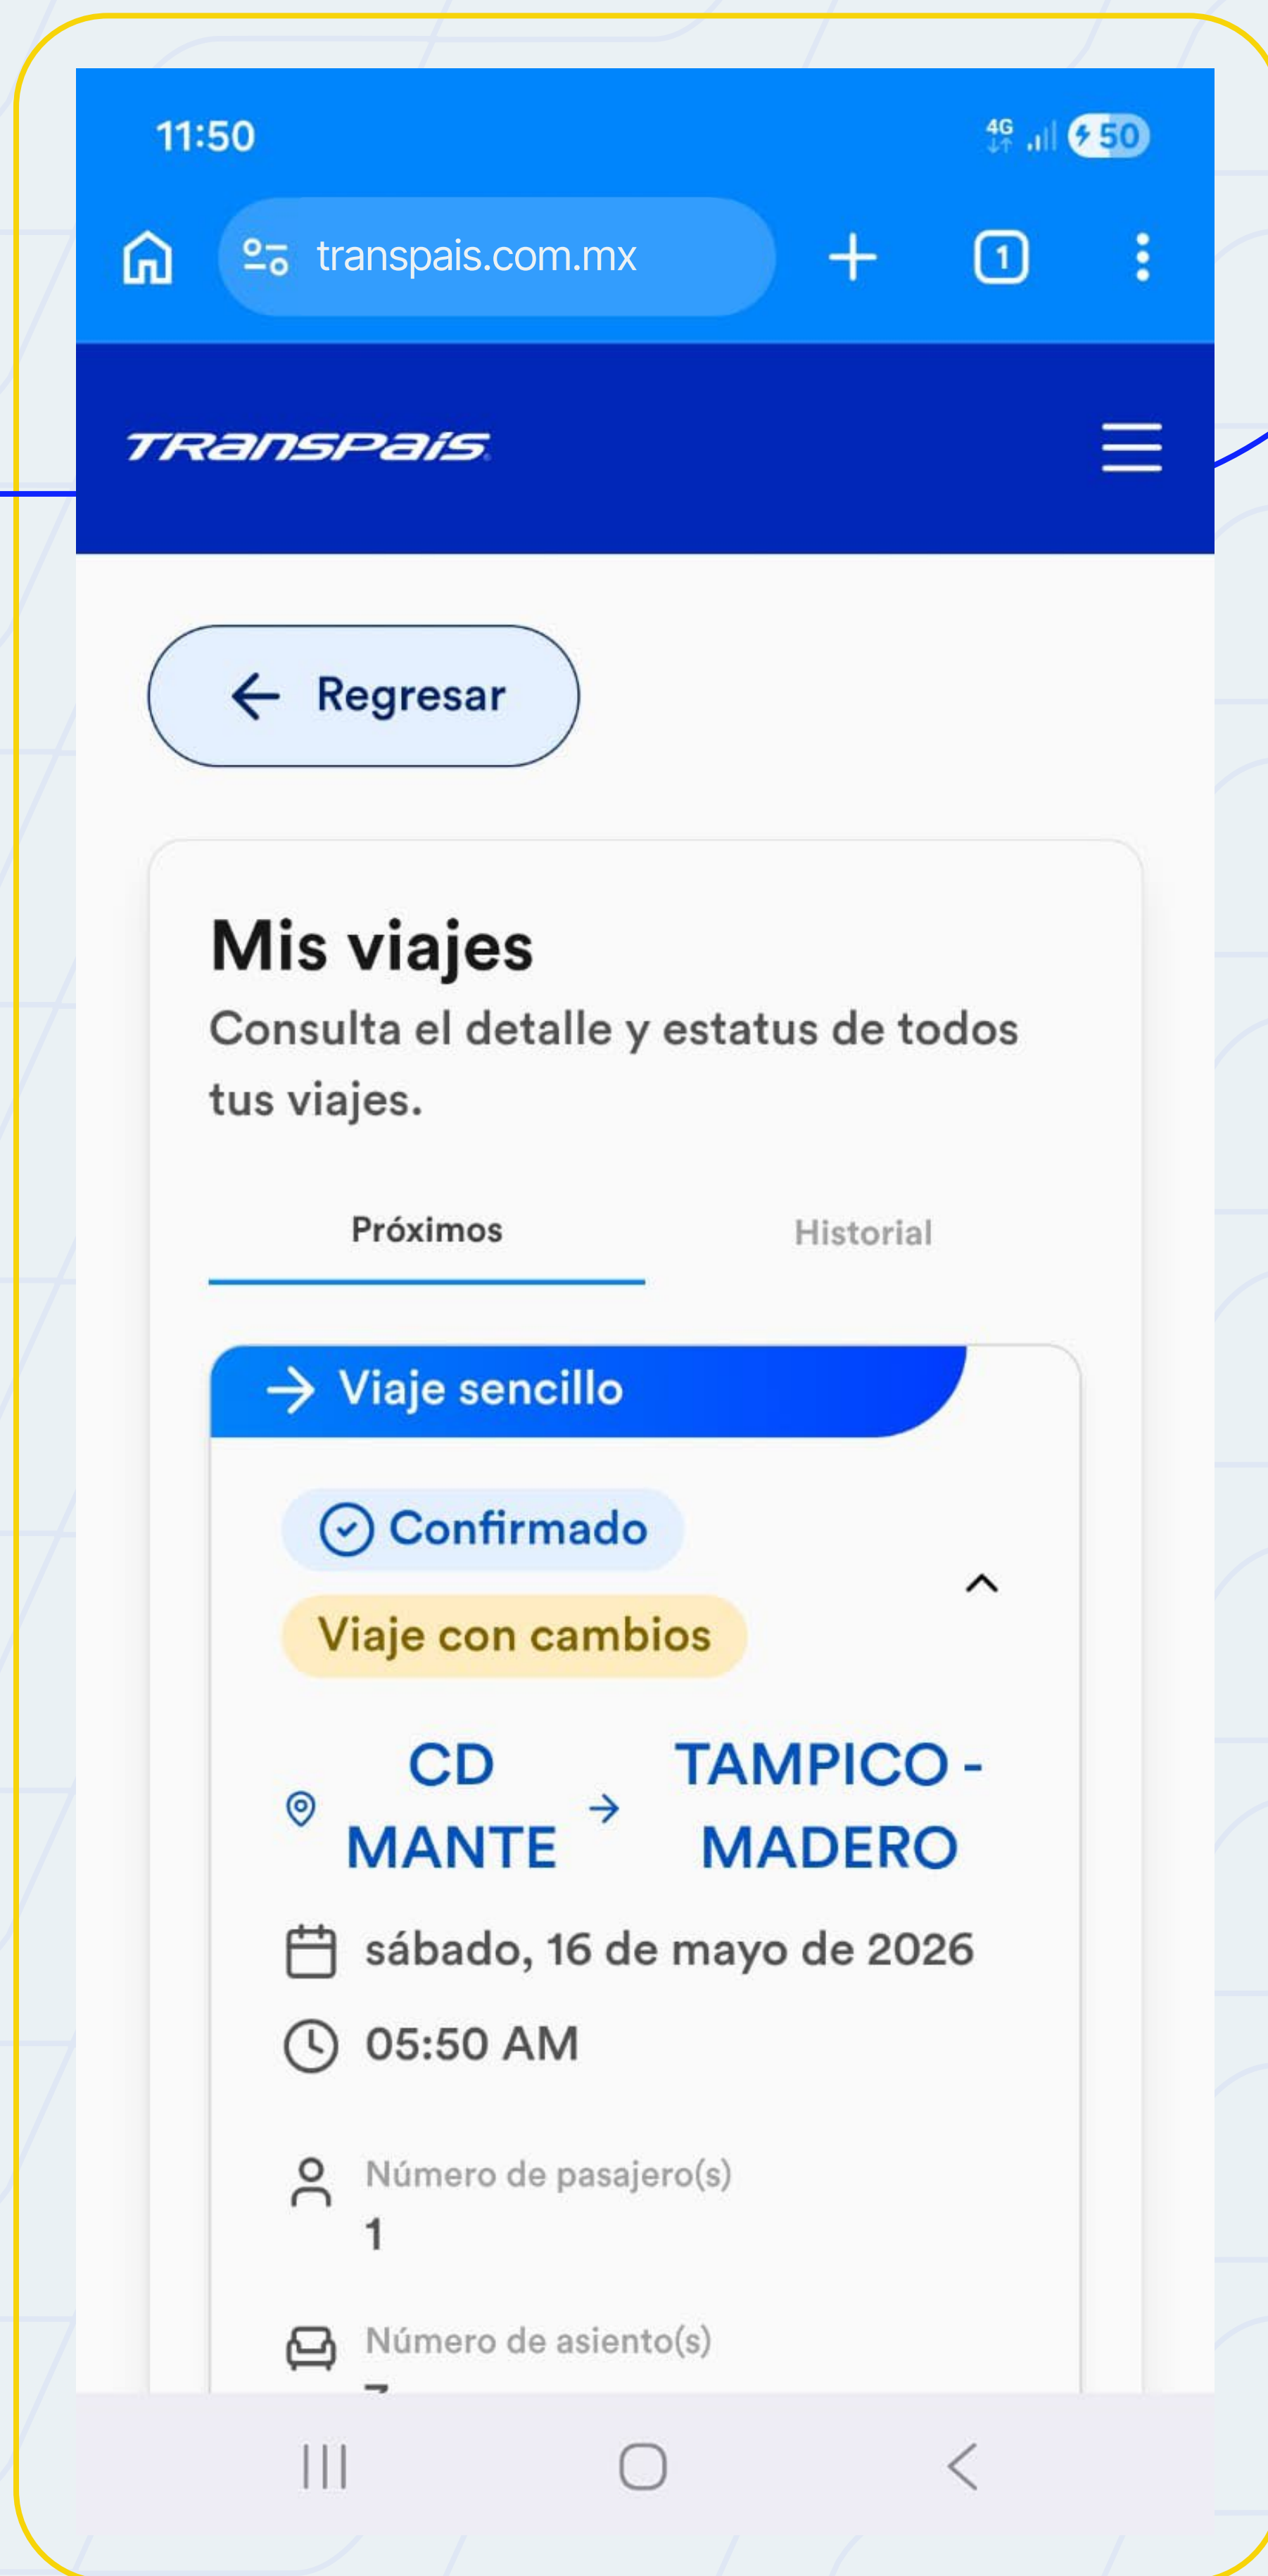 11:50
4G
50
transpais.com.mx
1
TRANSPAÍS
Regresar
Mis viajes
Consulta el detalle y estatus de todos
tus viajes.
Próximos
Historial
Viaje sencillo
Confirmado
Viaje con cambios
CD
MANTE
TAMPICO -
MADERO
sábado, 16 de mayo de 2026
05:50 AM
Número de pasajero(s)
1
Número de asiento(s)